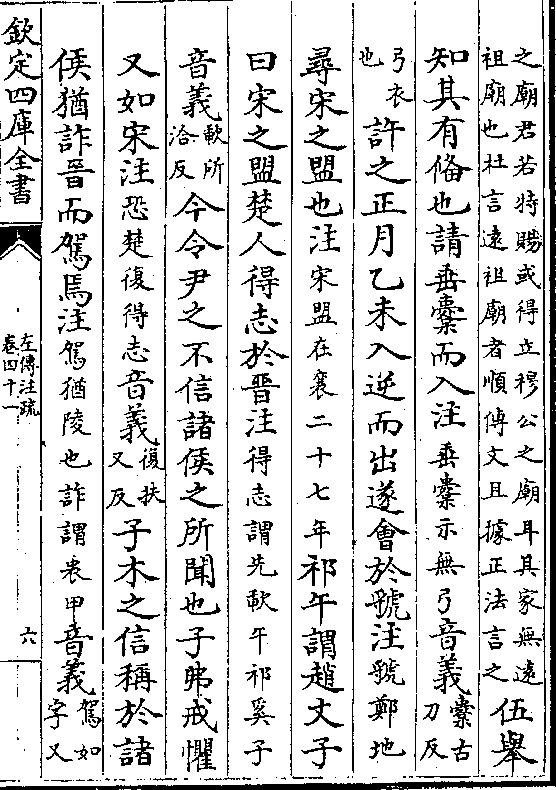 之廟君若特賜或得立穆公之廟耳其家無遠
祖廟也杜言遠祖廟者順傳文且據正法言之
伍舉
知其有備也請垂櫜而入注垂櫜示無弓音義櫜古
刀反
弓衣
也
許之正月乙未入逆而出遂會於虢注虢鄭地
尋宋之盟也注宋盟在襄二十七年祁午謂趙文子
曰宋之盟楚人得志於晉注得志謂先歃午祁奚子
音義歃所
洽反
今令尹之不信諸侯之所聞也子弗戒懼
又如宋注恐楚復得志音義復扶
又反
子木之信稱於諸
侯猶詐晉而駕焉注駕猶陵也詐謂衷甲音義駕如
字又
欽定四庫全書
左傳注疏
卷四十一
六